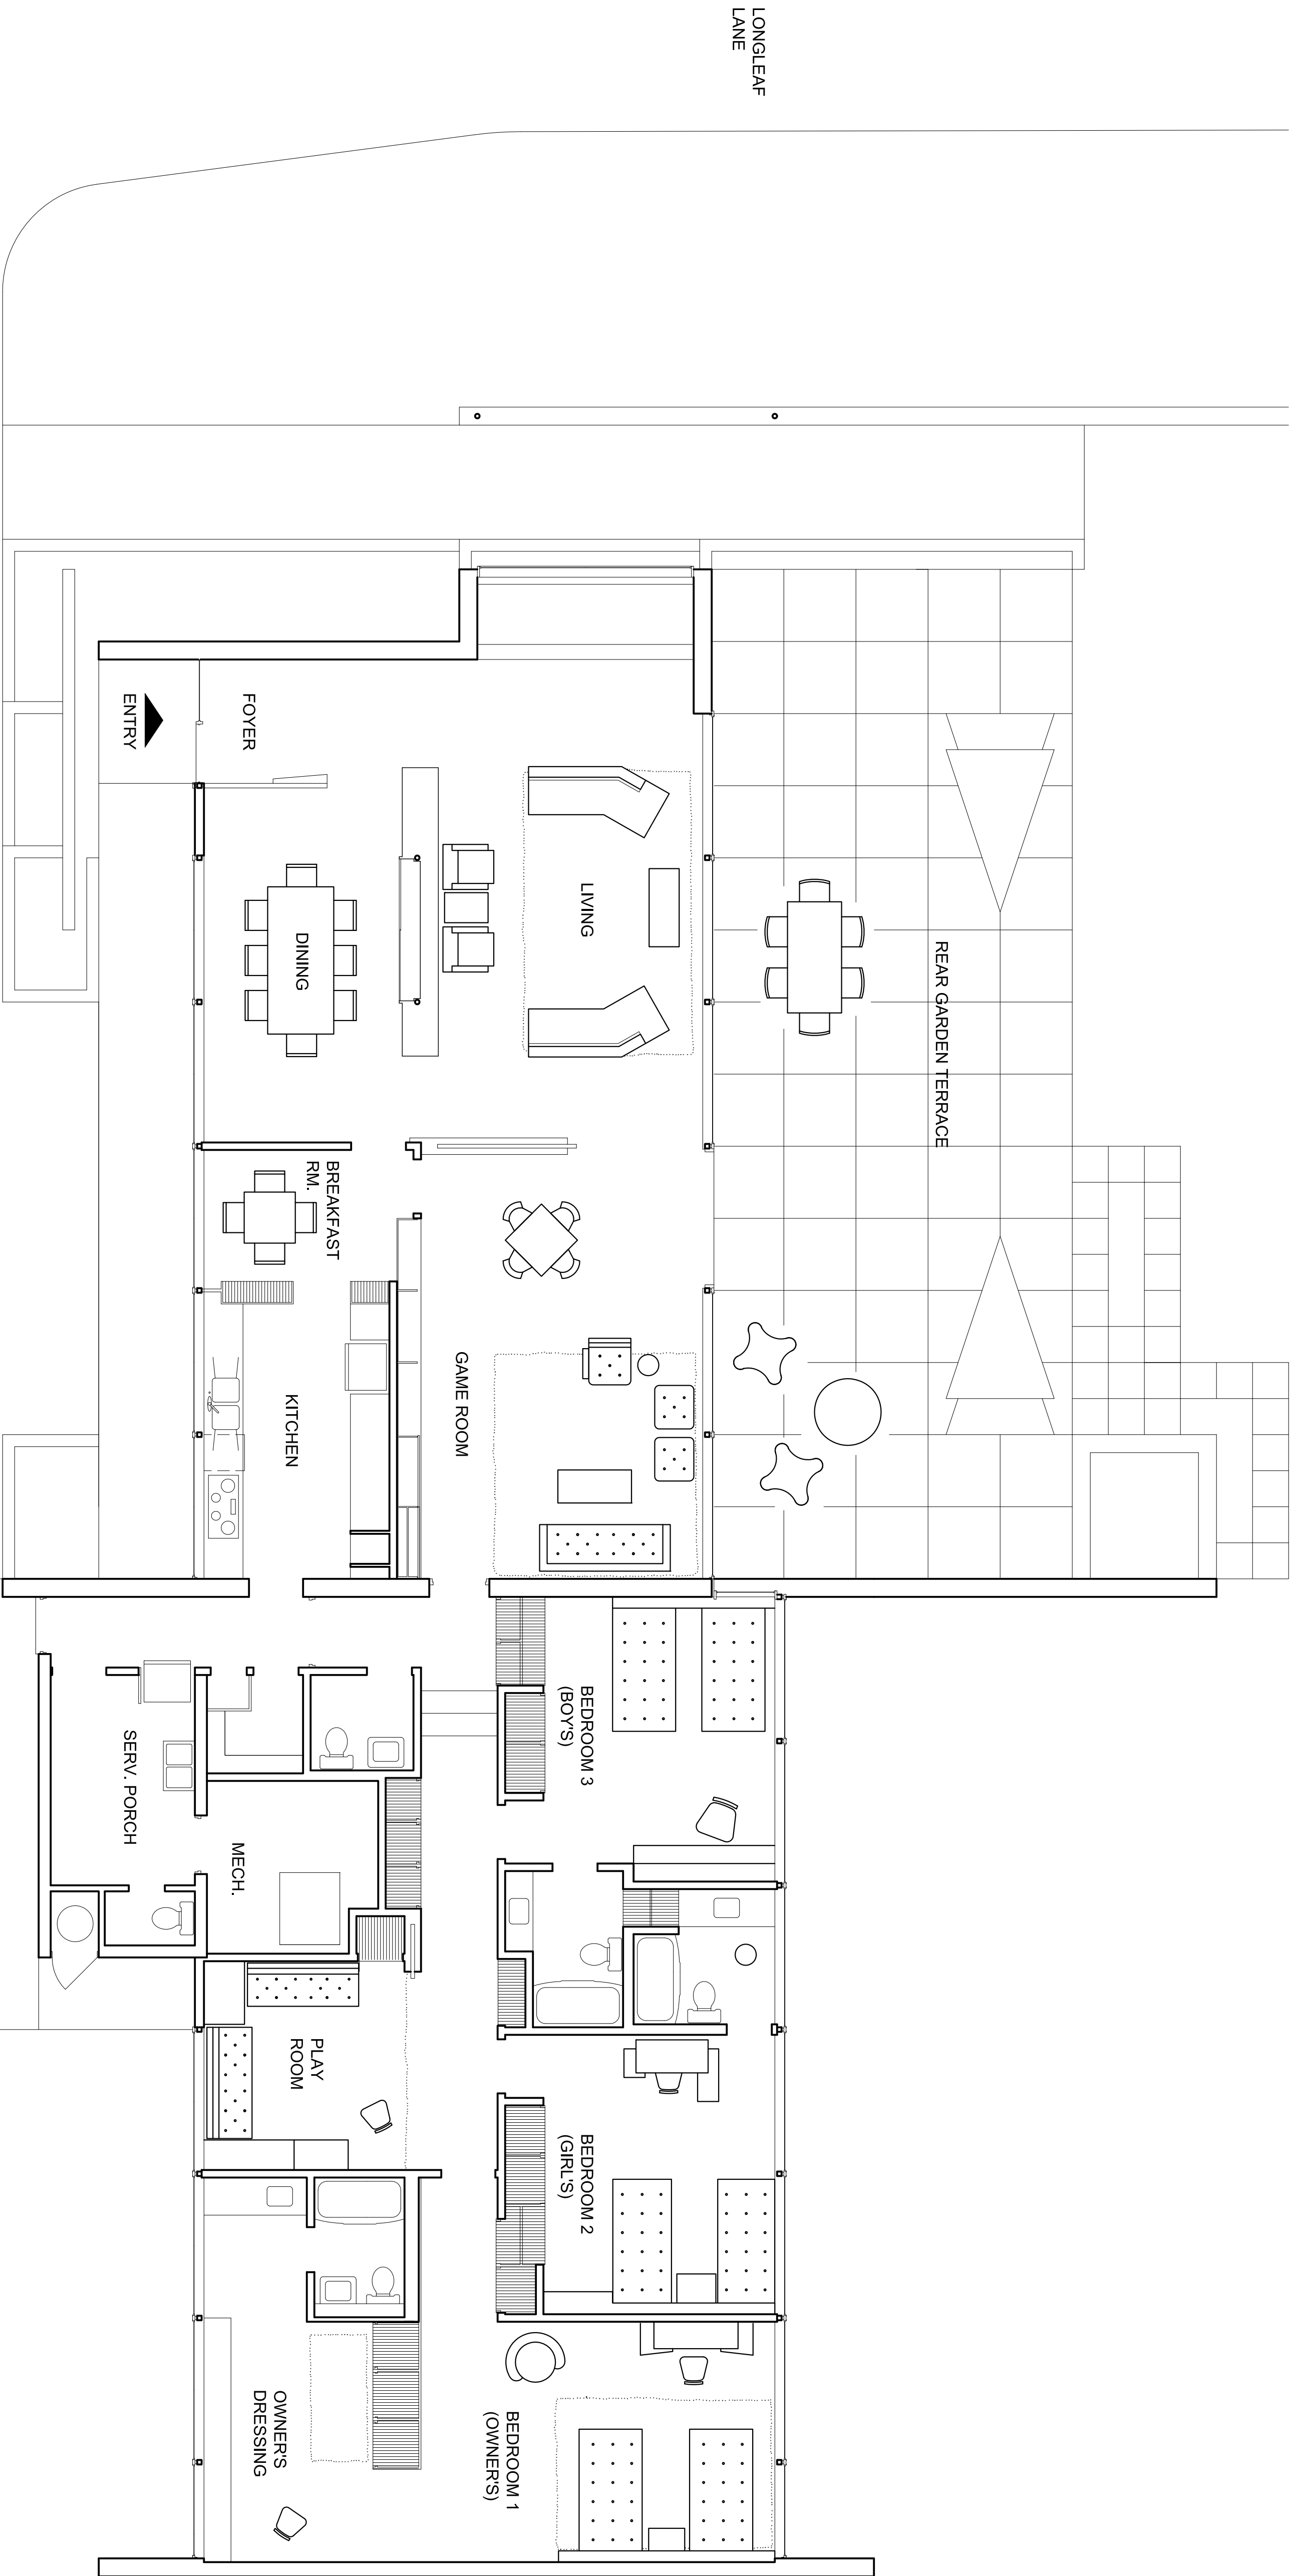 LONGLEAF
LANE
REAR GARDEN TERRACE
ENTRY
FOYER
LIVING
DINING
BREAKFAST
RM.
KITCHEN
GAME ROOM
BEDROOM 3
(BOY'S)
SERV. PORCH
MECH.
PLAY
ROOM
BEDROOM 2
(GIRL'S)
OWNER'S
DRESSING
BEDROOM 1
(OWNER'S)